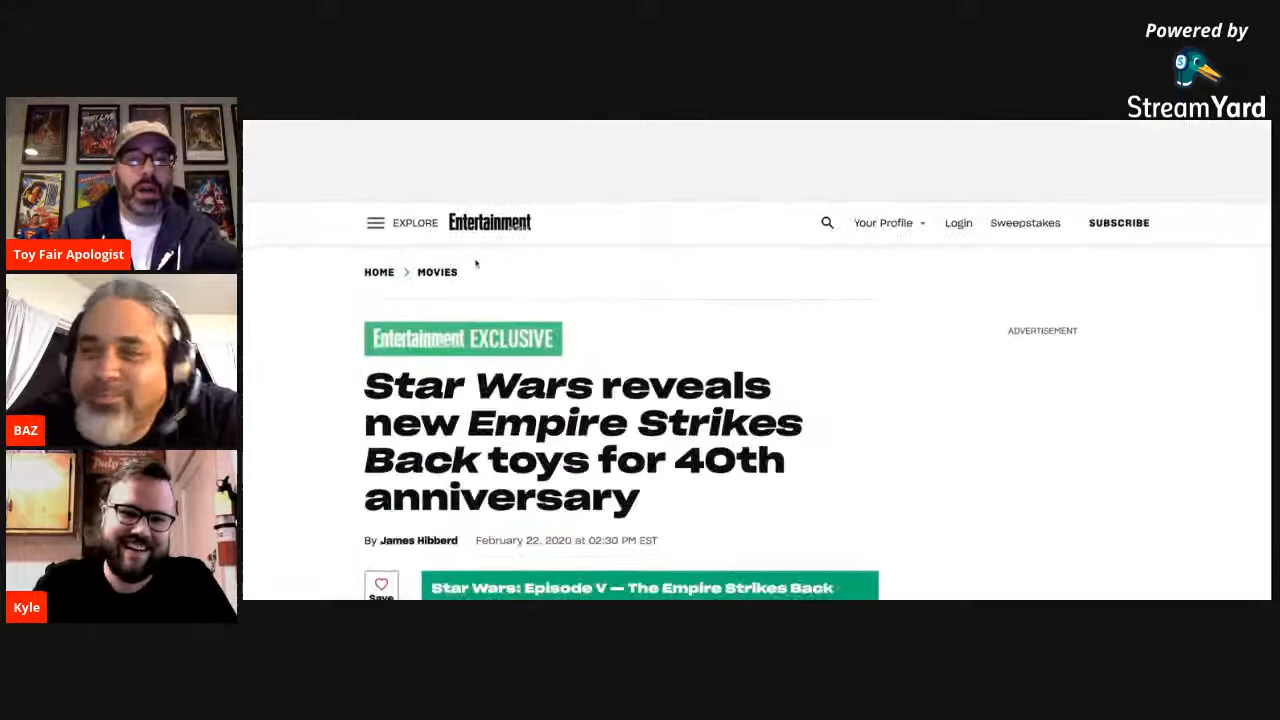 Powered by
StreamYard
Toy Fair Apologist
BAZ
Kyle
EXPLORE Entertainment
Your Profile Login Sweepstakes SUBSCRIBE
HOME > MOVIES
Entertainment EXCLUSIVE
ADVERTISEMENT
Star Wars reveals
new Empire Strikes
Back toys for 40th
anniversary
By James Hibberd February 22, 2020 at 02:30 PM EST
Save
Star Wars: Episode V — The Empire Strikes Back